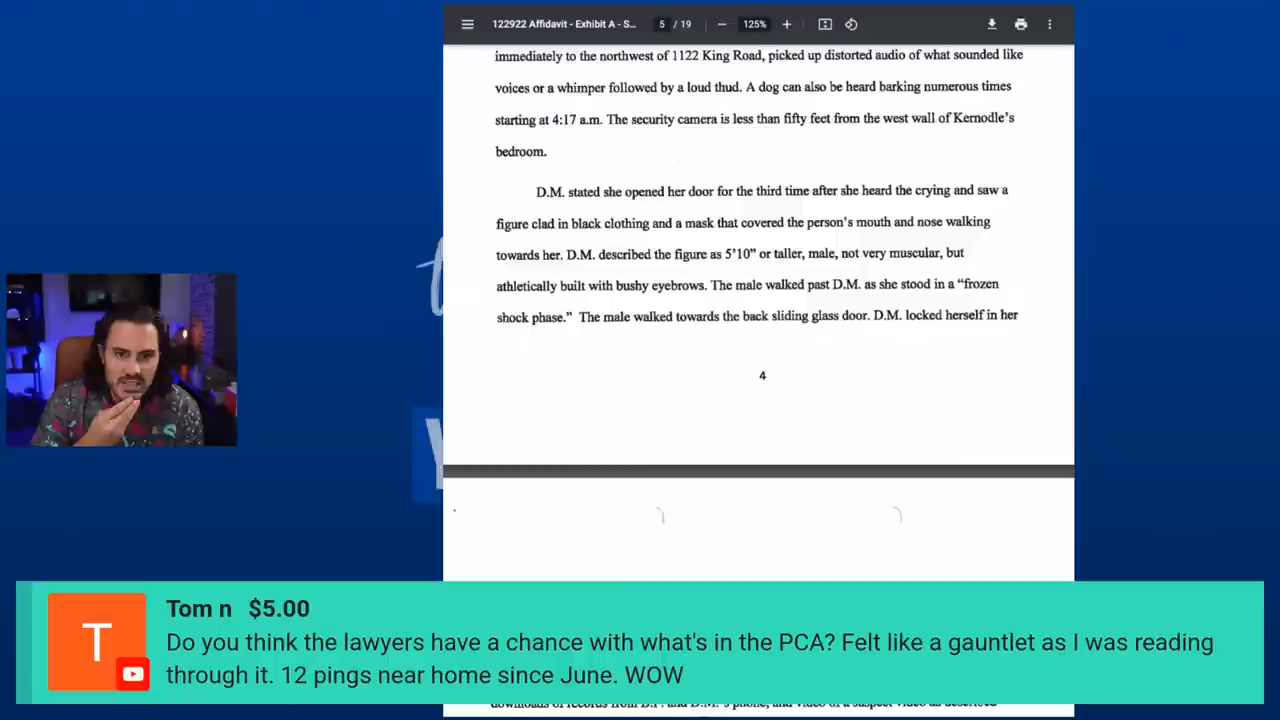 122922 Affidavit - Exhibit A - S... 5 / 19 125%
immediately to the northwest of 1122 King Road, picked up distorted audio of what sounded like
voices or a whimper followed by a loud thud. A dog can also be heard barking numerous times
starting at 4:17 a.m. The security camera is less than fifty feet from the west wall of Kernodle's
bedroom.
D.M. stated she opened her door for the third time after she heard the crying and saw a
figure clad in black clothing and a mask that covered the person's mouth and nose walking
towards her. D.M. described the figure as 5'10" or taller, male, not very muscular, but
athletically built with bushy eyebrows. The male walked past D.M. as she stood in a "frozen
shock phase." The male walked towards the back sliding glass door. D.M. locked herself in her
4
T
Tom n $5.00
Do you think the lawyers have a chance with what's in the PCA? Felt like a gauntlet as I was reading
through it. 12 pings near home since June. WOW